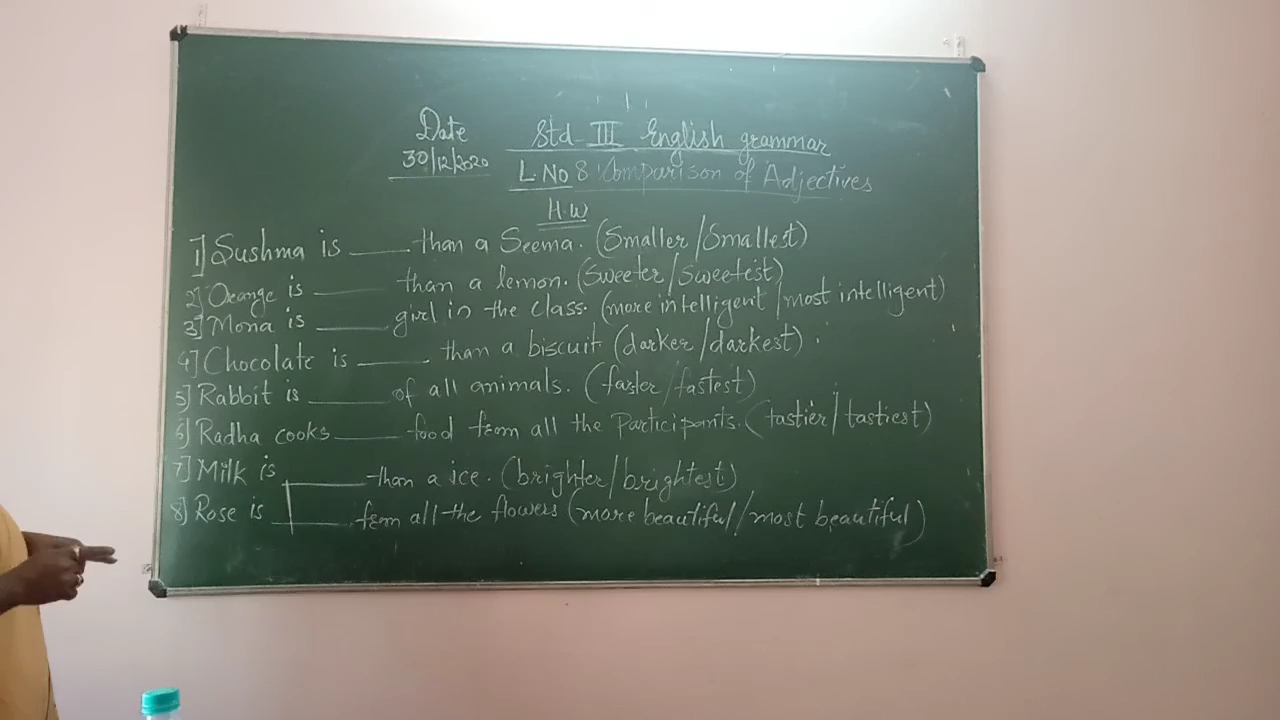 Date
30/12/2020
Std - III English grammar
L. No 8 Comparison of Adjectives
H.W
1] Sushma is ____ than a Seema. (Smaller/Smallest)
2] Orange is ____ than a lemon. (Sweeter/Sweetest)
3] Mona is ____ girl in the class. (more intelligent/most intelligent)
4] Chocolate is ____ than a biscuit (darker/darkest).
5] Rabbit is ____ of all animals. (faster/fastest)
6] Radha cooks ____ food from all the Participants. (tastier/tastiest)
7] Milk is ____ than a ice. (brighter/brightest)
8] Rose is ____ from all the flowers (more beautiful/most beautiful)